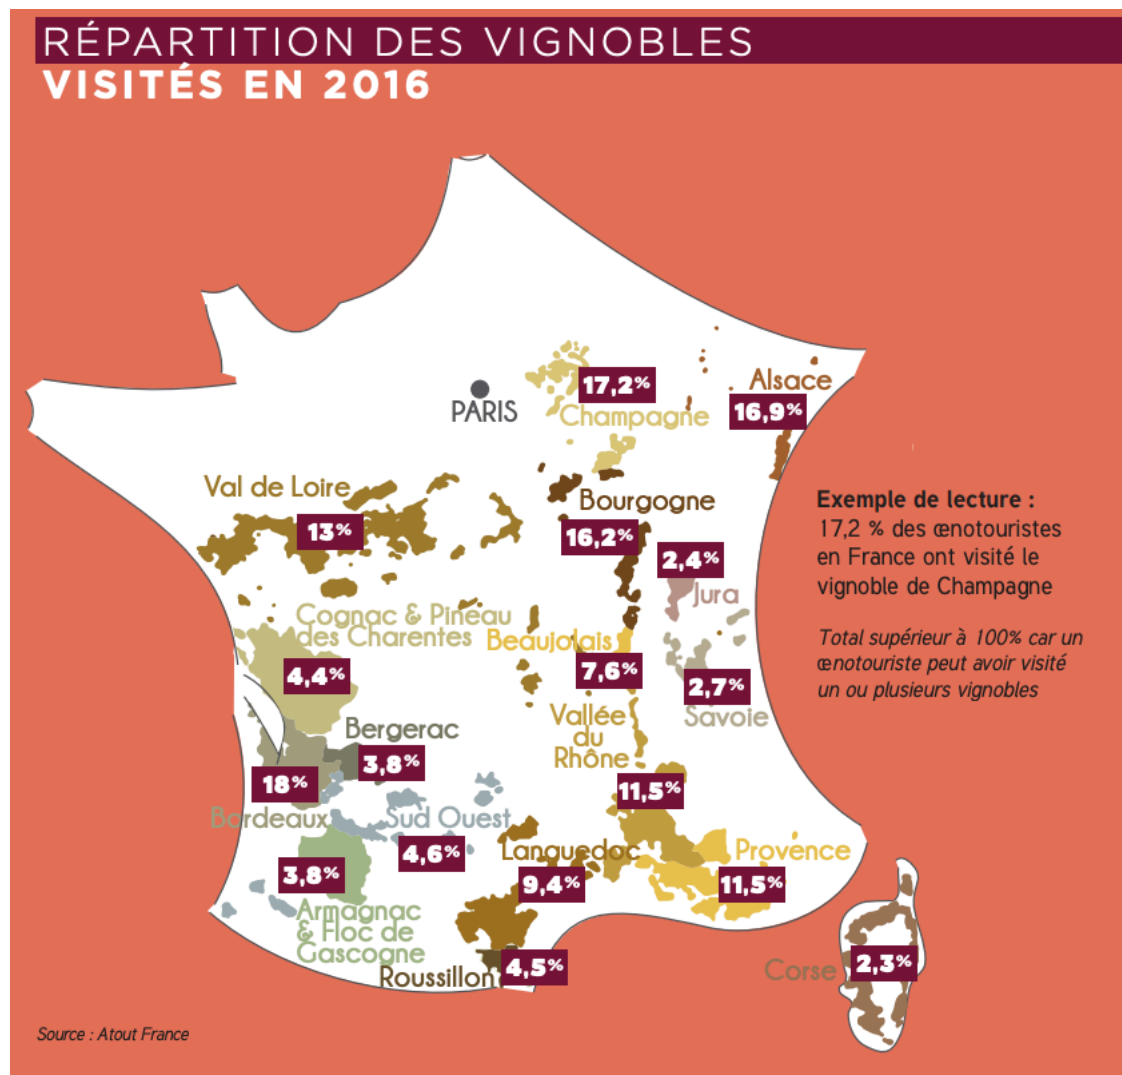 RÉPARTITION DES VIGNOBLES
VISITÉS EN 2016
17,2%
Champagne
PARIS
Alsace
16,9%
Val de Loire
13%
Bourgogne
16,2%
2,4%
Jura
Exemple de lecture :
17,2 % des œnotouristes
en France ont visité le
vignoble de Champagne
Total supérieur à 100% car un
œnotouriste peut avoir visité
un ou plusieurs vignobles
Cognac & Pineau
des Charentes
4,4%
Beaujolais
7,6%
2,7%
Savoie
Vallée
du
Rhône
11,5%
Bergerac
3,8%
18%
Bordeaux
Sud Ouest
4,6%
Languedoc
9,4%
Provence
11,5%
3,8%
Armagnac
& Floc de
Gascogne
Roussillon
4,5%
Corse
2,3%
Source : Atout France